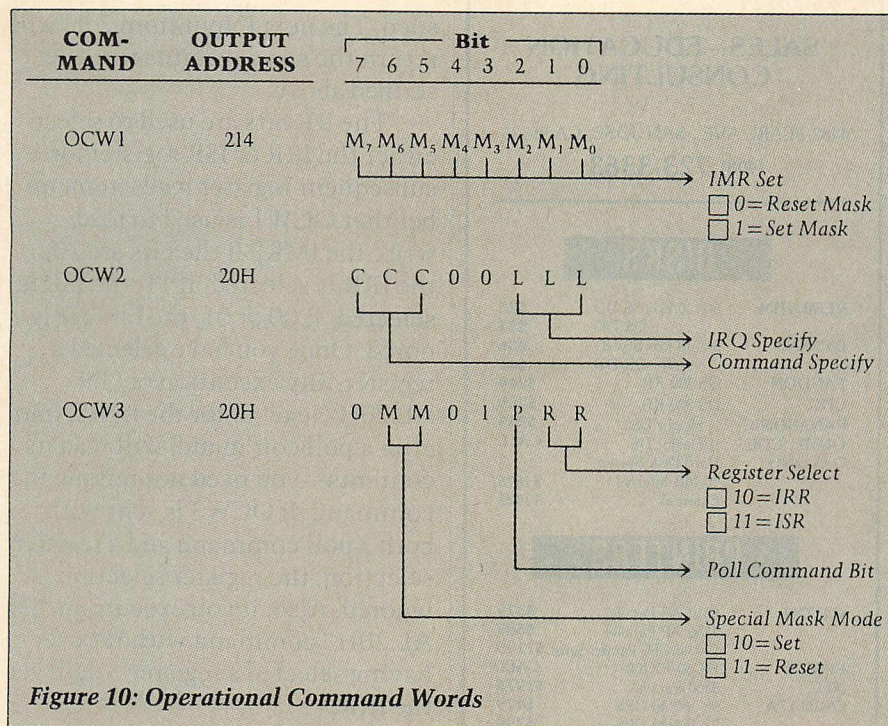 COM-
MAND
OUTPUT
ADDRESS
Bit
7 6 5 4 3 2 1 0
OCW1 214 M₇ M₆ M₅ M₄ M₃ M₂ M₁ M₀
IMR Set
0=Reset Mask
1=Set Mask
OCW2 20H C C C 0 0 L L L
IRQ Specify
Command Specify
OCW3 20H 0 M M 0 1 P R R
Register Select
10=IRR
11=ISR
Poll Command Bit
Special Mask Mode
10=Set
11=Reset
Figure 10: Operational Command Words